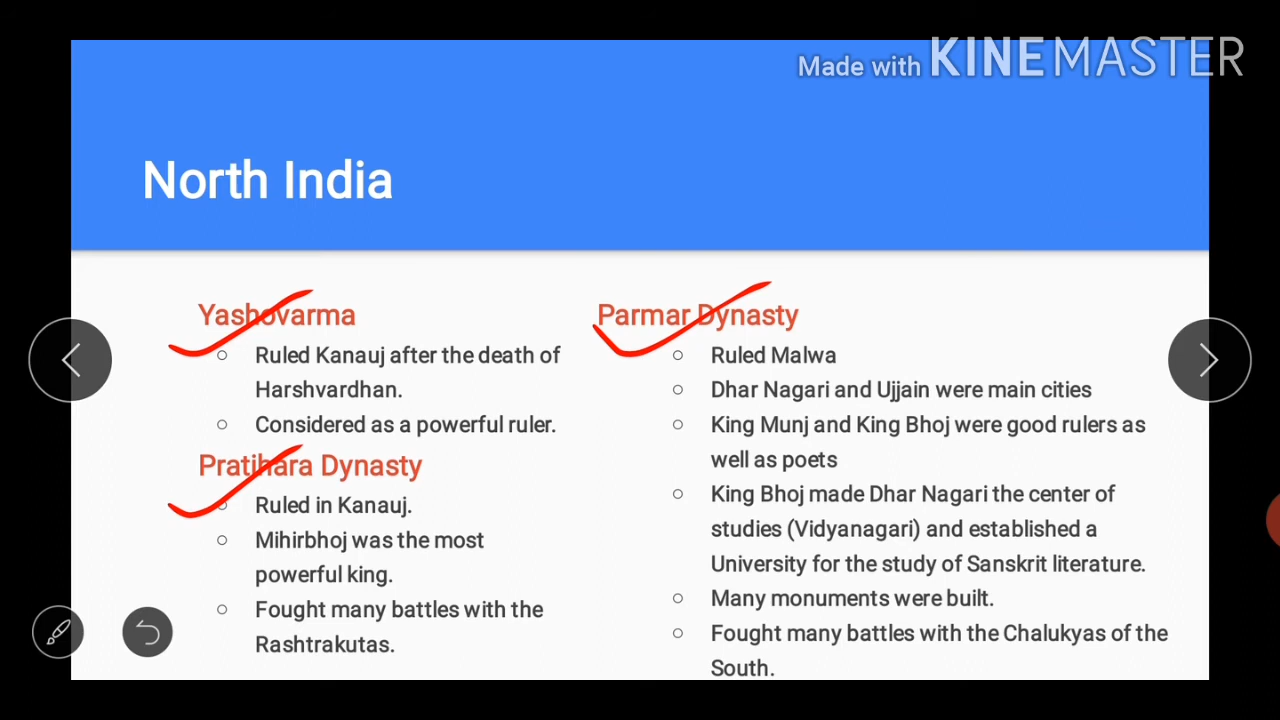 Made with KINEMASTER
North India
Yashovarma
Ruled Kanauj after the death of
Harshvardhan.
Considered as a powerful ruler.
Pratihara Dynasty
Ruled in Kanauj.
Mihirbhoj was the most
powerful king.
Fought many battles with the
Rashtrakutas.
Parmar Dynasty
Ruled Malwa
Dhar Nagari and Ujjain were main cities
King Munj and King Bhoj were good rulers as
well as poets
King Bhoj made Dhar Nagari the center of
studies (Vidyanagari) and established a
University for the study of Sanskrit literature.
Many monuments were built.
Fought many battles with the Chalukyas of the
South.